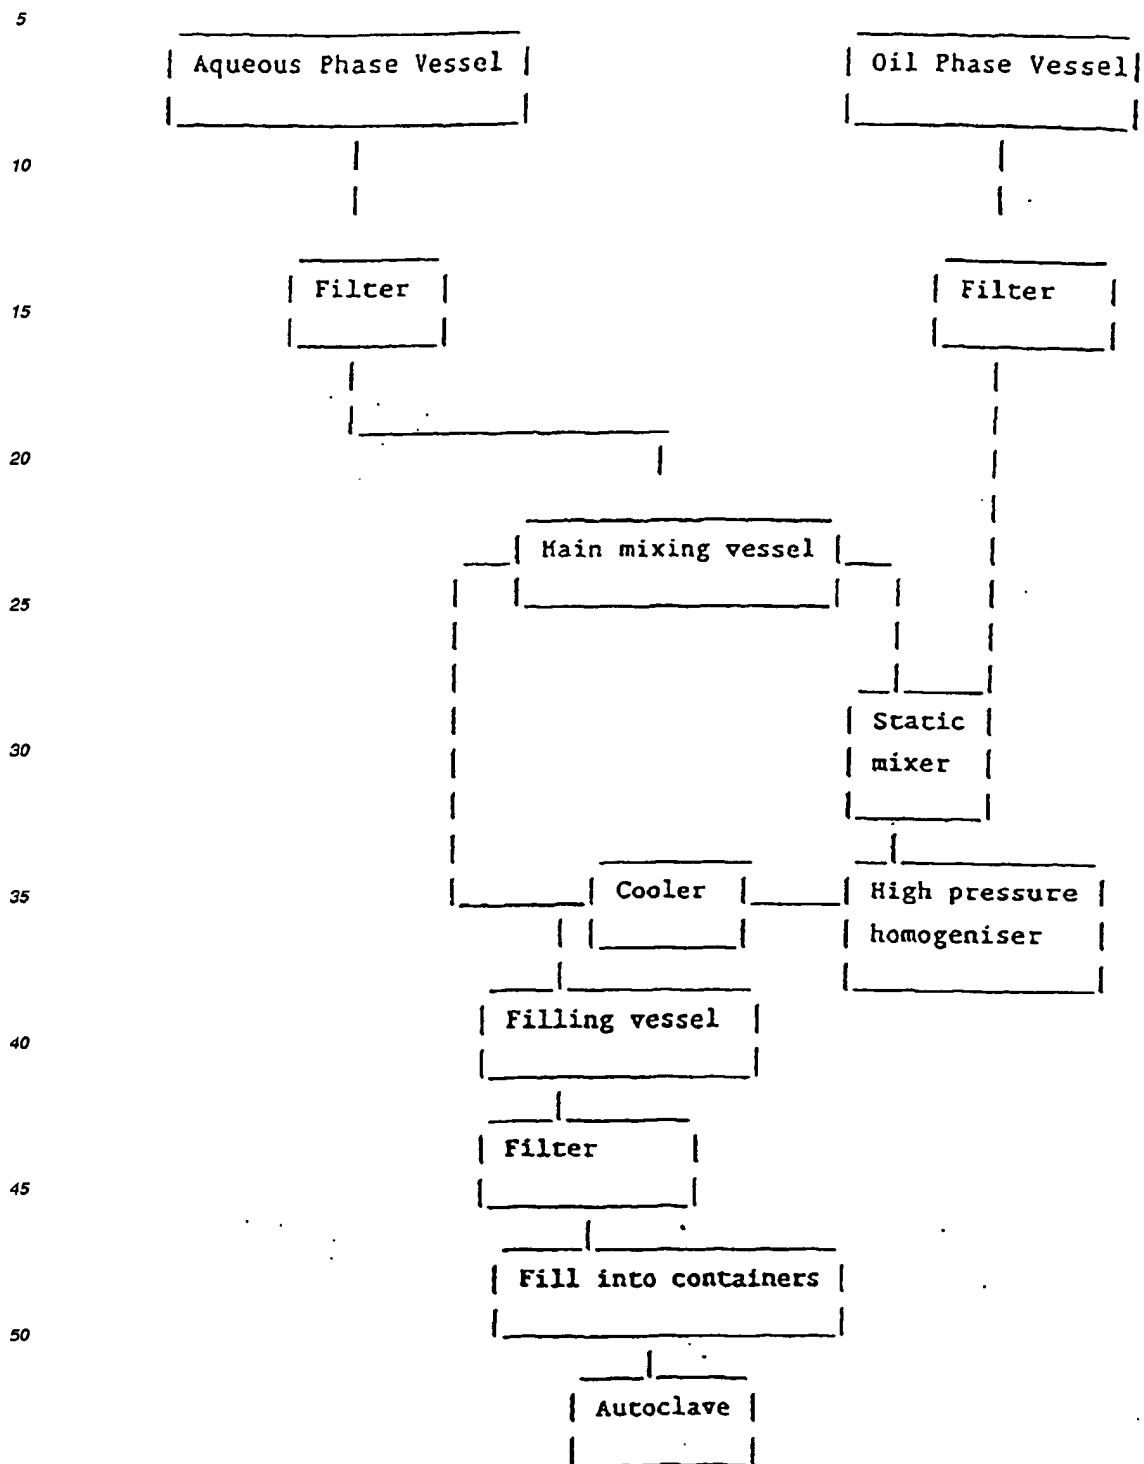 5
Aqueous Phase Vessel
Oil Phase Vessel
10
Filter
Filter
15
20
Main mixing vessel
25
Static
mixer
30
Cooler
High pressure
homogeniser
35
Filling vessel
40
Filter
45
Fill into containers
50
Autoclave